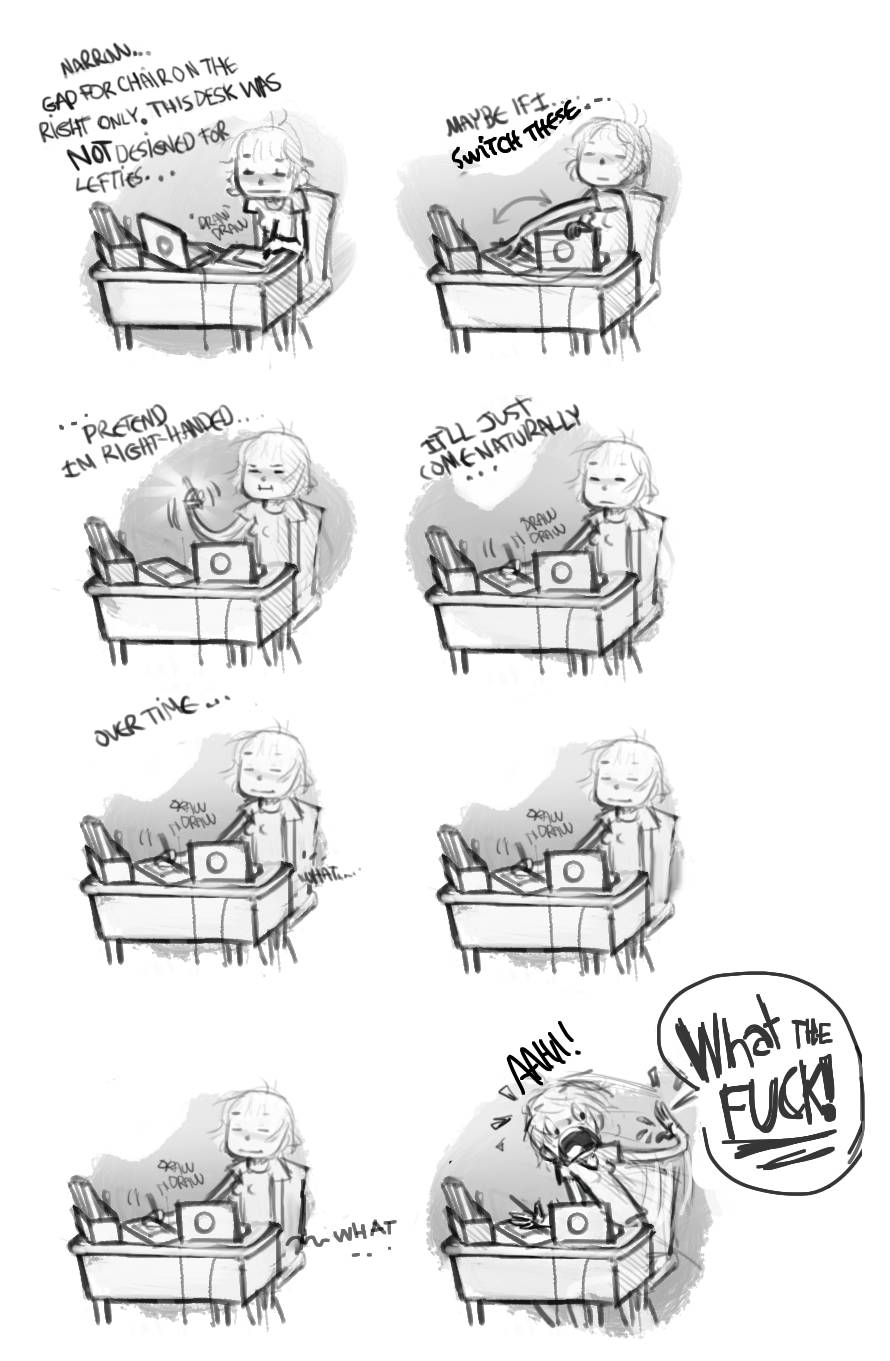 NARROW...
GAP FOR CHAIR ON THE
RIGHT ONLY. THIS DESK WAS
NOT DESIGNED FOR
LEFTIES...
"DRAW"
DRAW
MAYBE IF I....
SWITCH THESE...
...PRETEND
IM RIGHT-HANDED...
IT'LL JUST
COME NATURALLY
...
DRAW
DRAW
OVER TIME...
DRAW
DRAW
WHAT...
DRAW
DRAW
DRAW
DRAW
WHAT
...
AAHH!
What THE
FUCK!